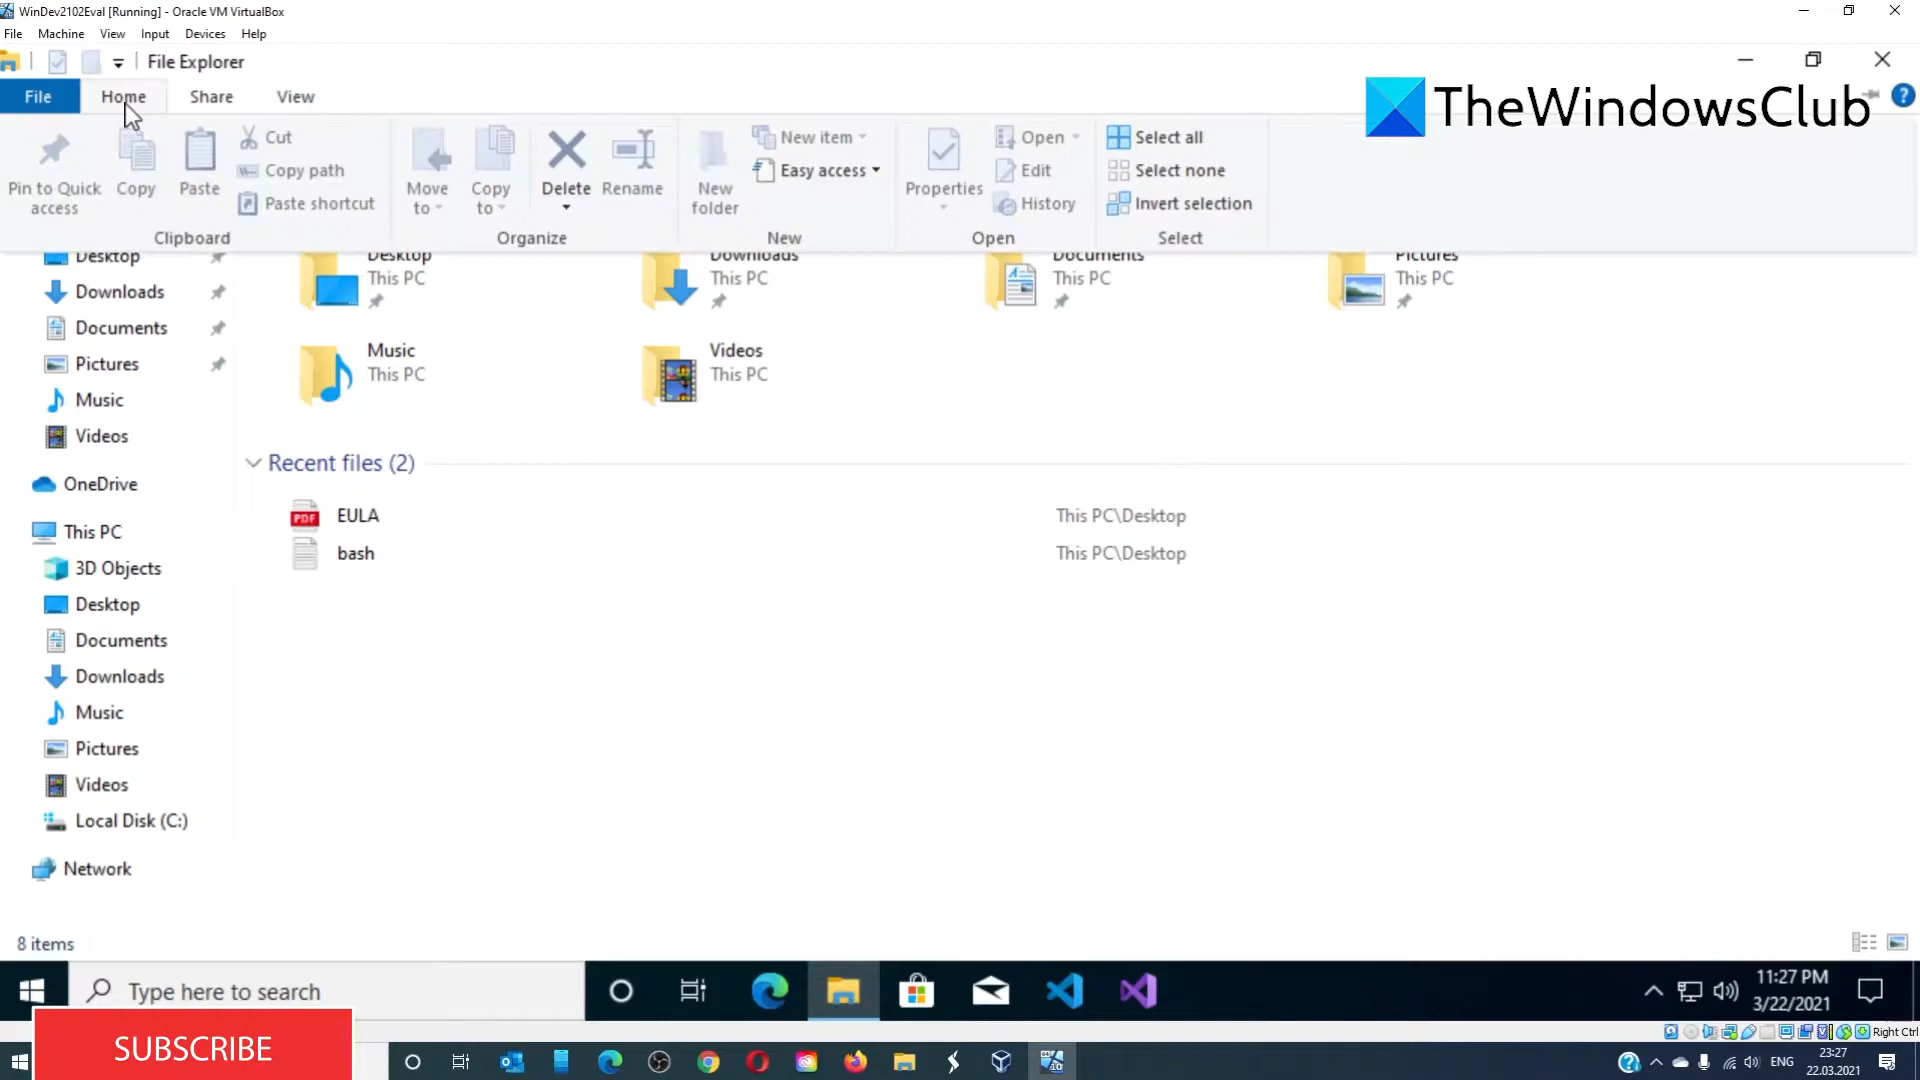 WinDev2102Eval [Running] - Oracle VM VirtualBox
File Machine View Input Devices Help
File Explorer
File Home Share View
TheWindowsClub
Pin to Quick access
Copy
Paste
Cut
Copy path
Paste shortcut
Clipboard
Move to
Copy to
Delete
Rename
Organize
New folder
New item
Easy access
New
Properties
Open
Edit
History
Open
Select all
Select none
Invert selection
Select
Desktop
Downloads
Documents
Pictures
Music
Videos
OneDrive
This PC
3D Objects
Desktop
Documents
Downloads
Music
Pictures
Videos
Local Disk (C:)
Network
Desktop
This PC
Downloads
This PC
Documents
This PC
Pictures
This PC
Music
This PC
Videos
This PC
Recent files (2)
EULA This PC\Desktop
bash This PC\Desktop
8 items
Type here to search
11:27 PM
3/22/2021
Right Ctrl
SUBSCRIBE
ENG
23:27
22.03.2021